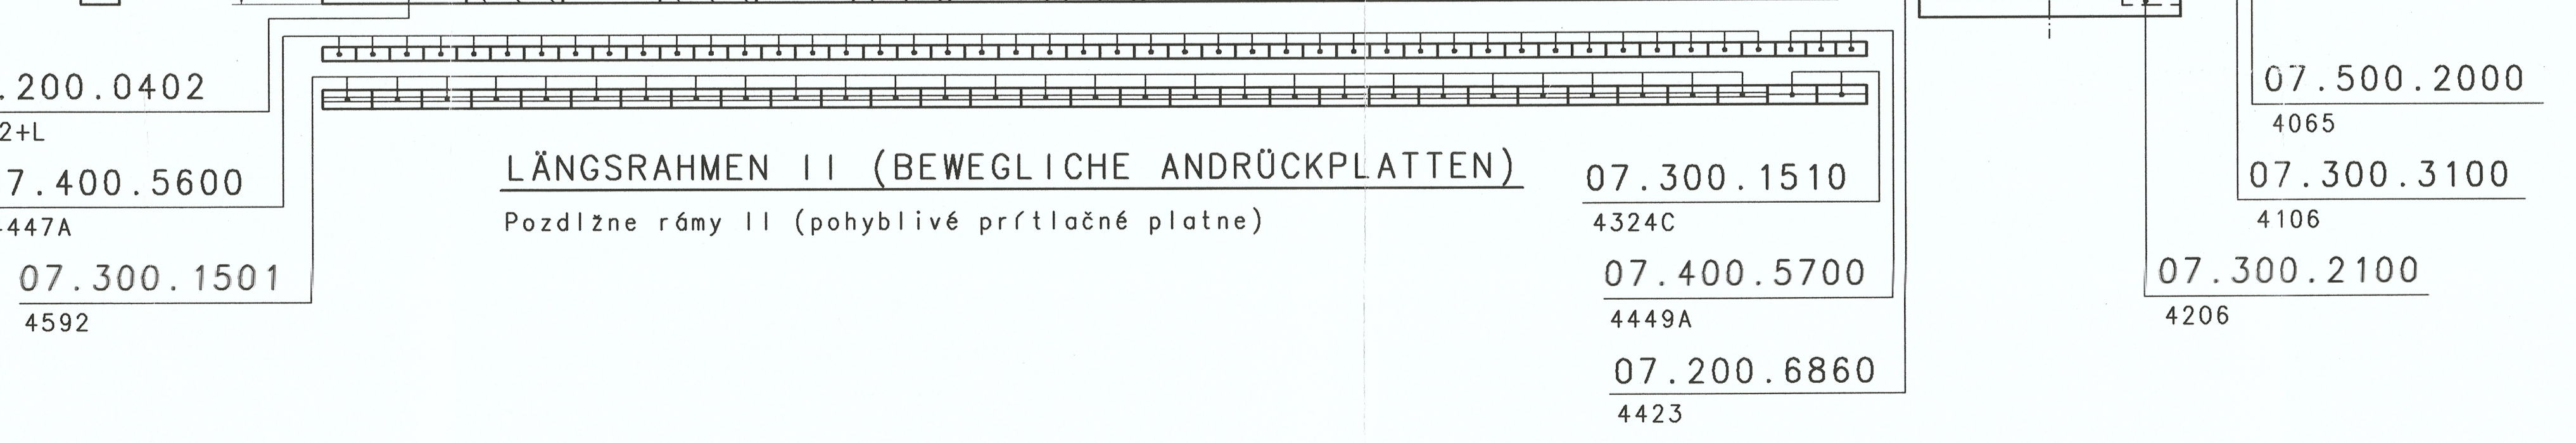 .200.0402
2+L
7.400.5600
447A
07.300.1501
4592
LÄNGSRAHMEN II (BEWEGLICHE ANDRÜCKPLATTEN)
Pozdlžne rámy II (pohyblivé prítlačné platne)
07.300.1510
4324C
07.400.5700
4449A
07.200.6860
4423
07.500.2000
4065
07.300.3100
4106
07.300.2100
4206